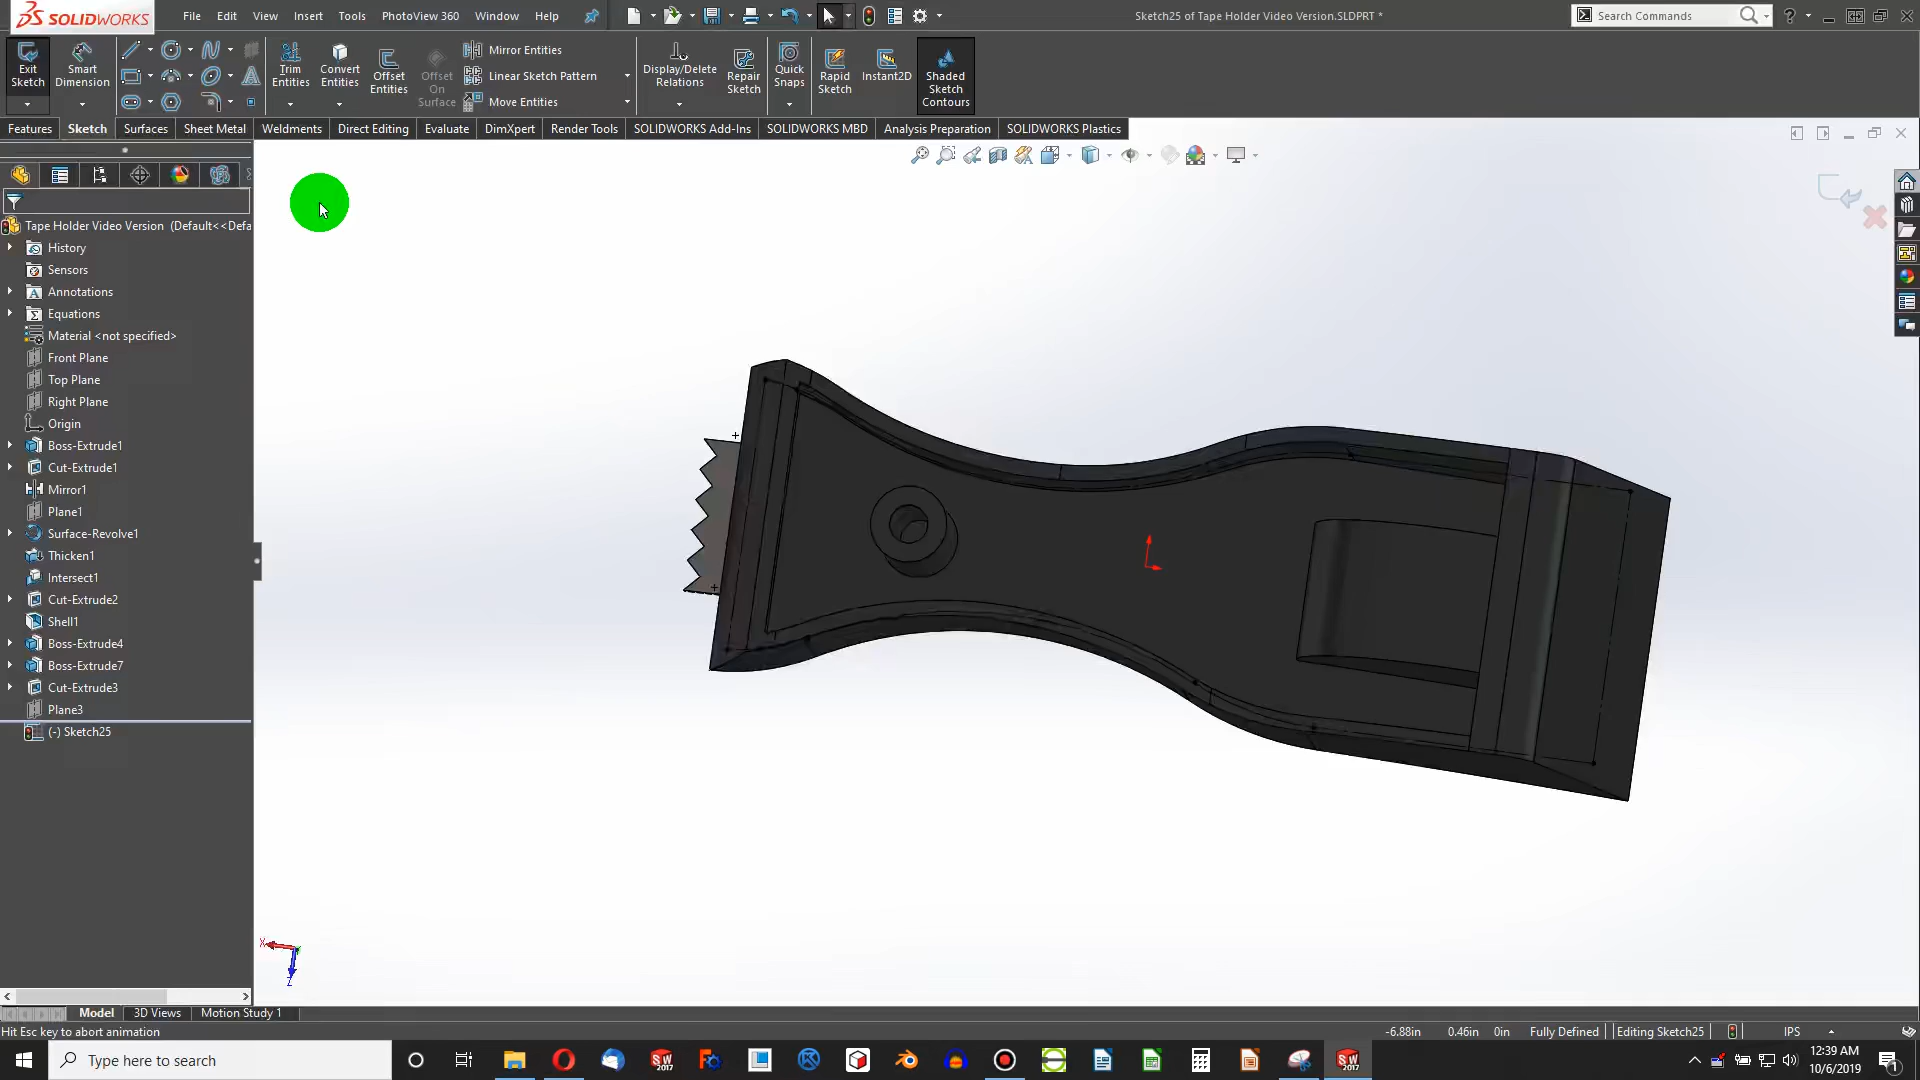 SOLIDWORKS
File Edit View Insert Tools PhotoView 360 Window Help
Sketch25 of Tape Holder Video Version.SLDPRT *
Search Commands
Exit Sketch
Smart Dimension
Trim Entities
Convert Entities
Offset Entities
Offset On Surface
Mirror Entities
Linear Sketch Pattern
Move Entities
Display/Delete Relations
Repair Sketch
Quick Snaps
Rapid Sketch
Instant2D
Shaded Sketch Contours
Features Sketch Surfaces Sheet Metal Weldments Direct Editing Evaluate DimXpert Render Tools SOLIDWORKS Add-Ins SOLIDWORKS MBD Analysis Preparation SOLIDWORKS Plastics
Tape Holder Video Version (Default<<Defa
History
Sensors
Annotations
Equations
Material <not specified>
Front Plane
Top Plane
Right Plane
Origin
Boss-Extrude1
Cut-Extrude1
Mirror1
Plane1
Surface-Revolve1
Thicken1
Intersect1
Cut-Extrude2
Shell1
Boss-Extrude4
Boss-Extrude7
Cut-Extrude3
Plane3
(-) Sketch25
X
Z
Model 3D Views Motion Study 1
Hit Esc key to abort animation
-6.88in 0.46in 0in Fully Defined Editing Sketch25 IPS
Type here to search
SW 2017
SW 2017
12:39 AM
10/6/2019
1